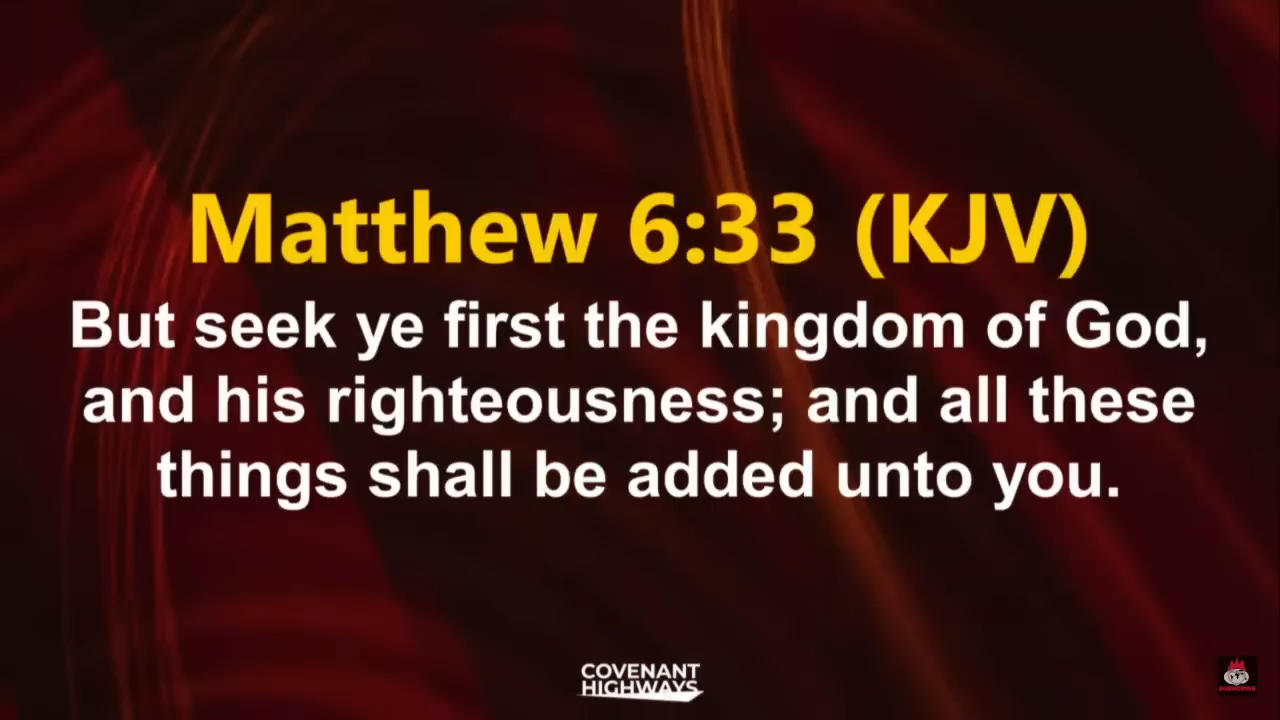 Matthew 6:33 (KJV)
But seek ye first the kingdom of God,
and his righteousness; and all these
things shall be added unto you.
COVENANT
HIGHWAYS